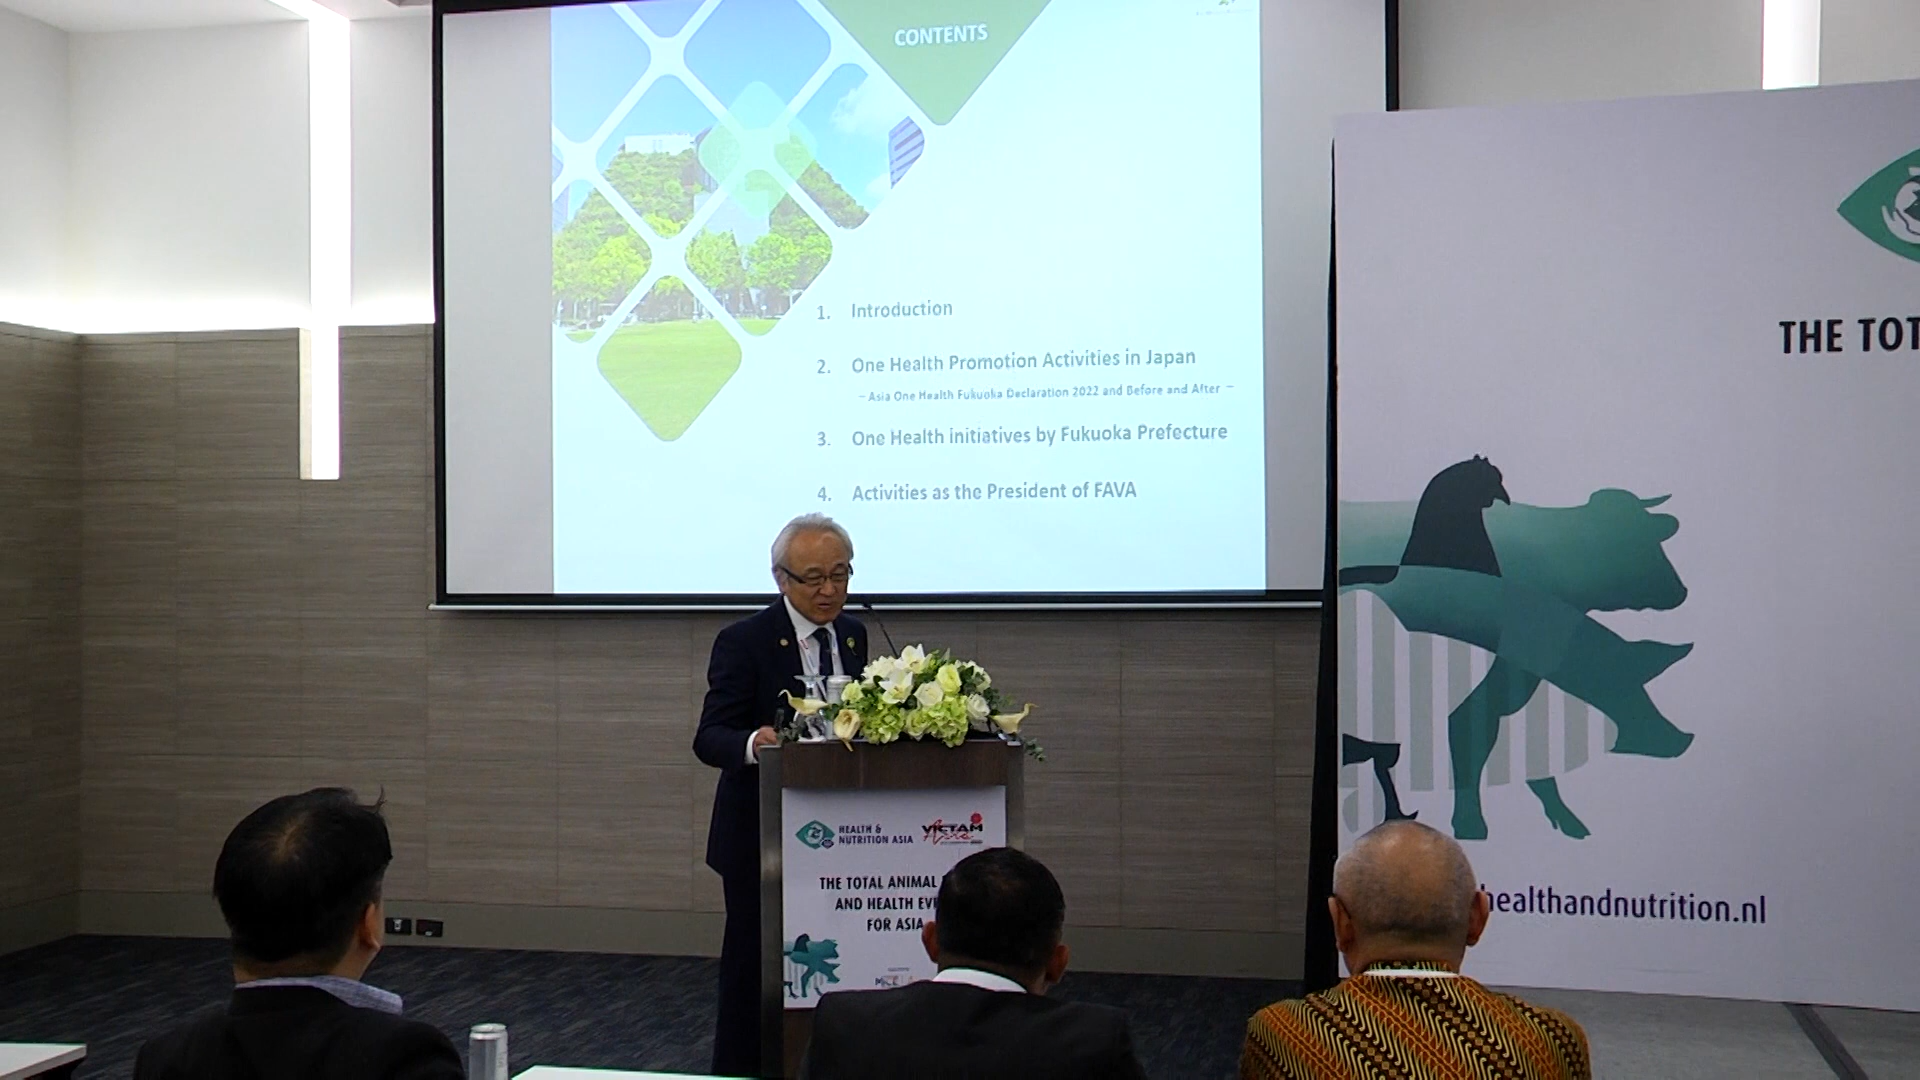 CONTENTS
1. Introduction
2. One Health Promotion Activities in Japan
– Asia One Health Fukuoka Declaration 2022 and Before and After –
3. One Health initiatives by Fukuoka Prefecture
4. Activities as the President of FAVA
THE TOT
healthandnutrition.nl
HEALTH &
NUTRITION ASIA
VICTAM
Asia
THE TOTAL ANIMAL
AND HEALTH EV
FOR ASIA